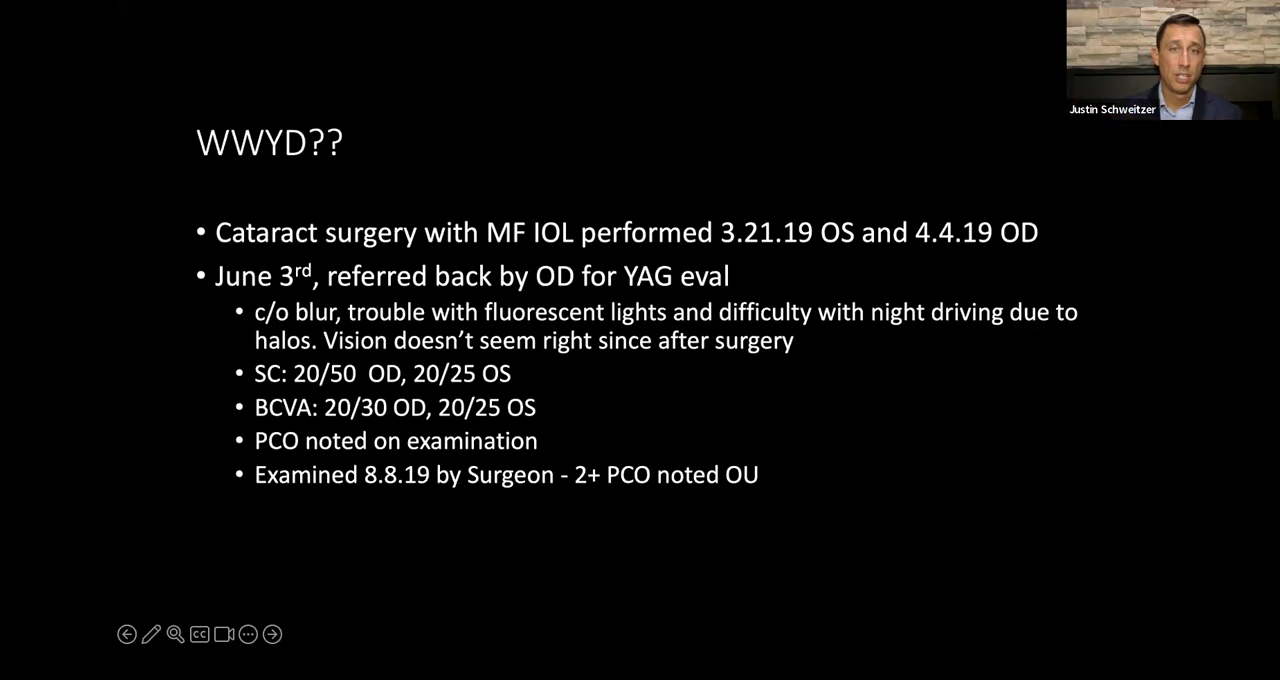 Justin Schweitzer
WWYD??
• Cataract surgery with MF IOL performed 3.21.19 OS and 4.4.19 OD
• June 3rd, referred back by OD for YAG eval
• c/o blur, trouble with fluorescent lights and difficulty with night driving due to
halos. Vision doesn't seem right since after surgery
• SC: 20/50 OD, 20/25 OS
• BCVA: 20/30 OD, 20/25 OS
• PCO noted on examination
• Examined 8.8.19 by Surgeon - 2+ PCO noted OU
CC